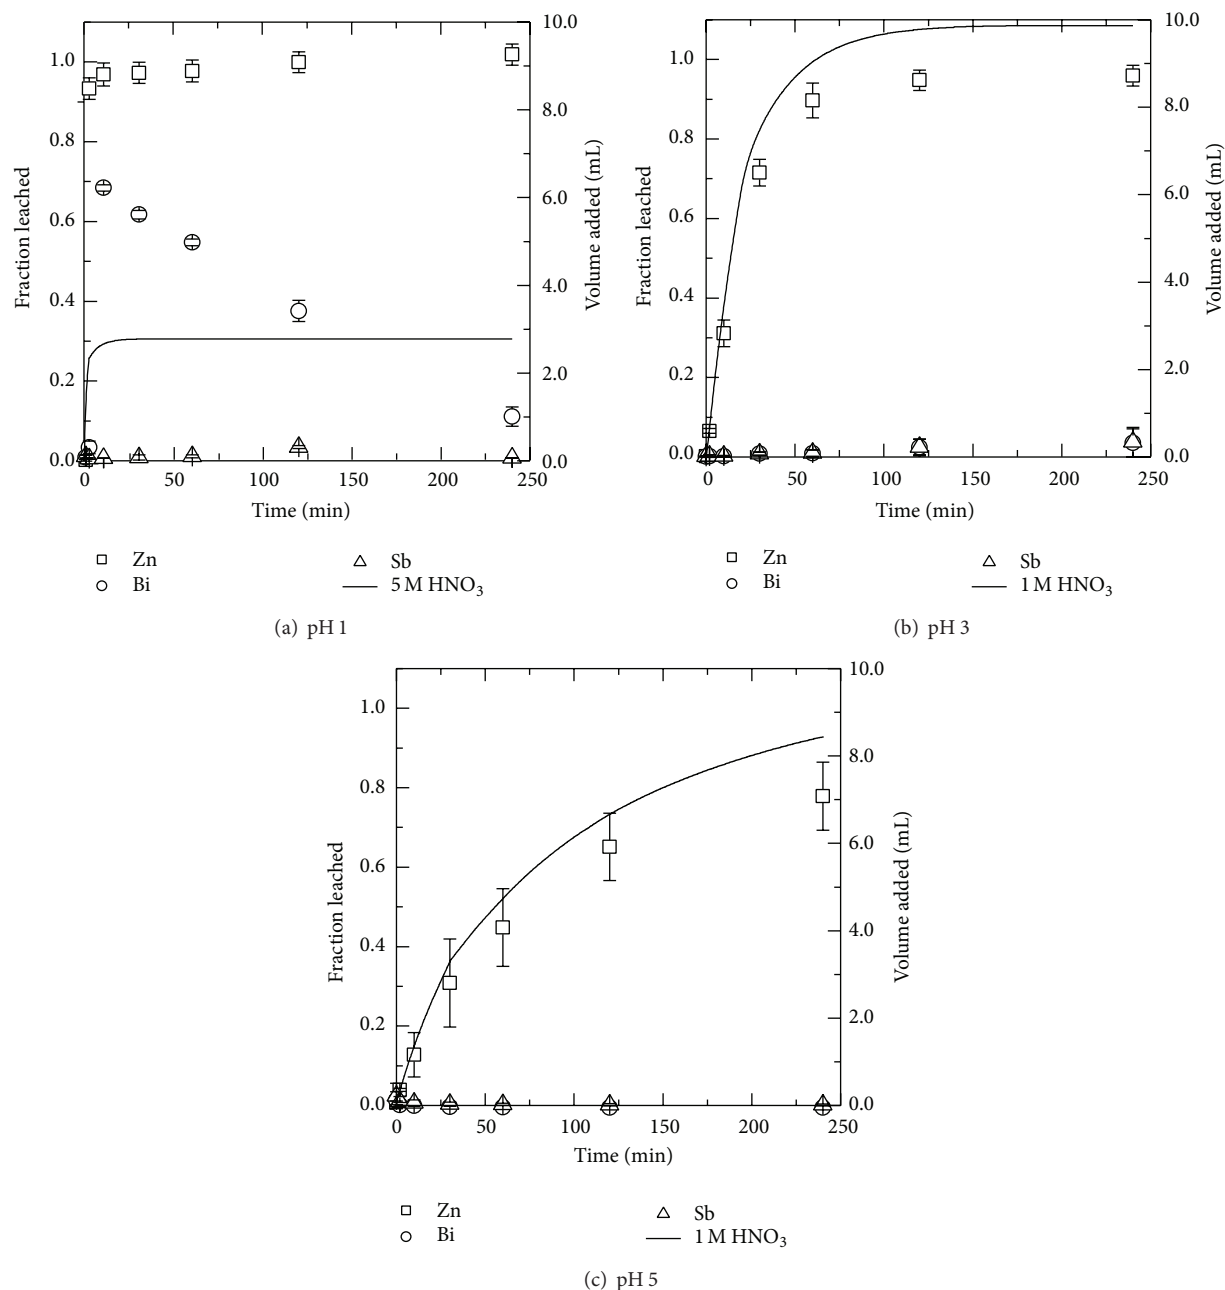 Fraction leached
1.0
0.8
0.6
0.4
0.2
0.0
10.0
8.0
6.0
4.0
2.0
0.0
Volume added (mL)
0 50 100 150 200 250
Time (min)
Zn Sb
Bi 5 M HNO₃
(a) pH 1
Fraction leached
1.0
0.8
0.6
0.4
0.2
0.0
10.0
8.0
6.0
4.0
2.0
0.0
Volume added (mL)
0 50 100 150 200 250
Time (min)
Zn Sb
Bi 1 M HNO₃
(b) pH 3
Fraction leached
1.0
0.8
0.6
0.4
0.2
0.0
10.0
8.0
6.0
4.0
2.0
0.0
Volume added (mL)
0 50 100 150 200 250
Time (min)
Zn Sb
Bi 1 M HNO₃
(c) pH 5